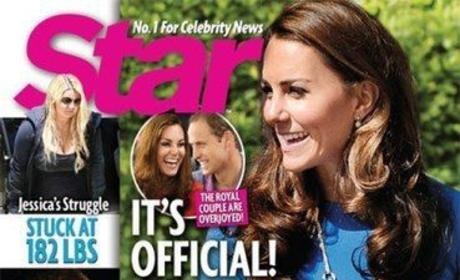 No.1 For Celebrity News
Star
Jessica's Struggle
STUCK AT
182 LBS
THE ROYAL
COUPLE ARE
OVERJOYED!
IT'S
OFFICIAL!